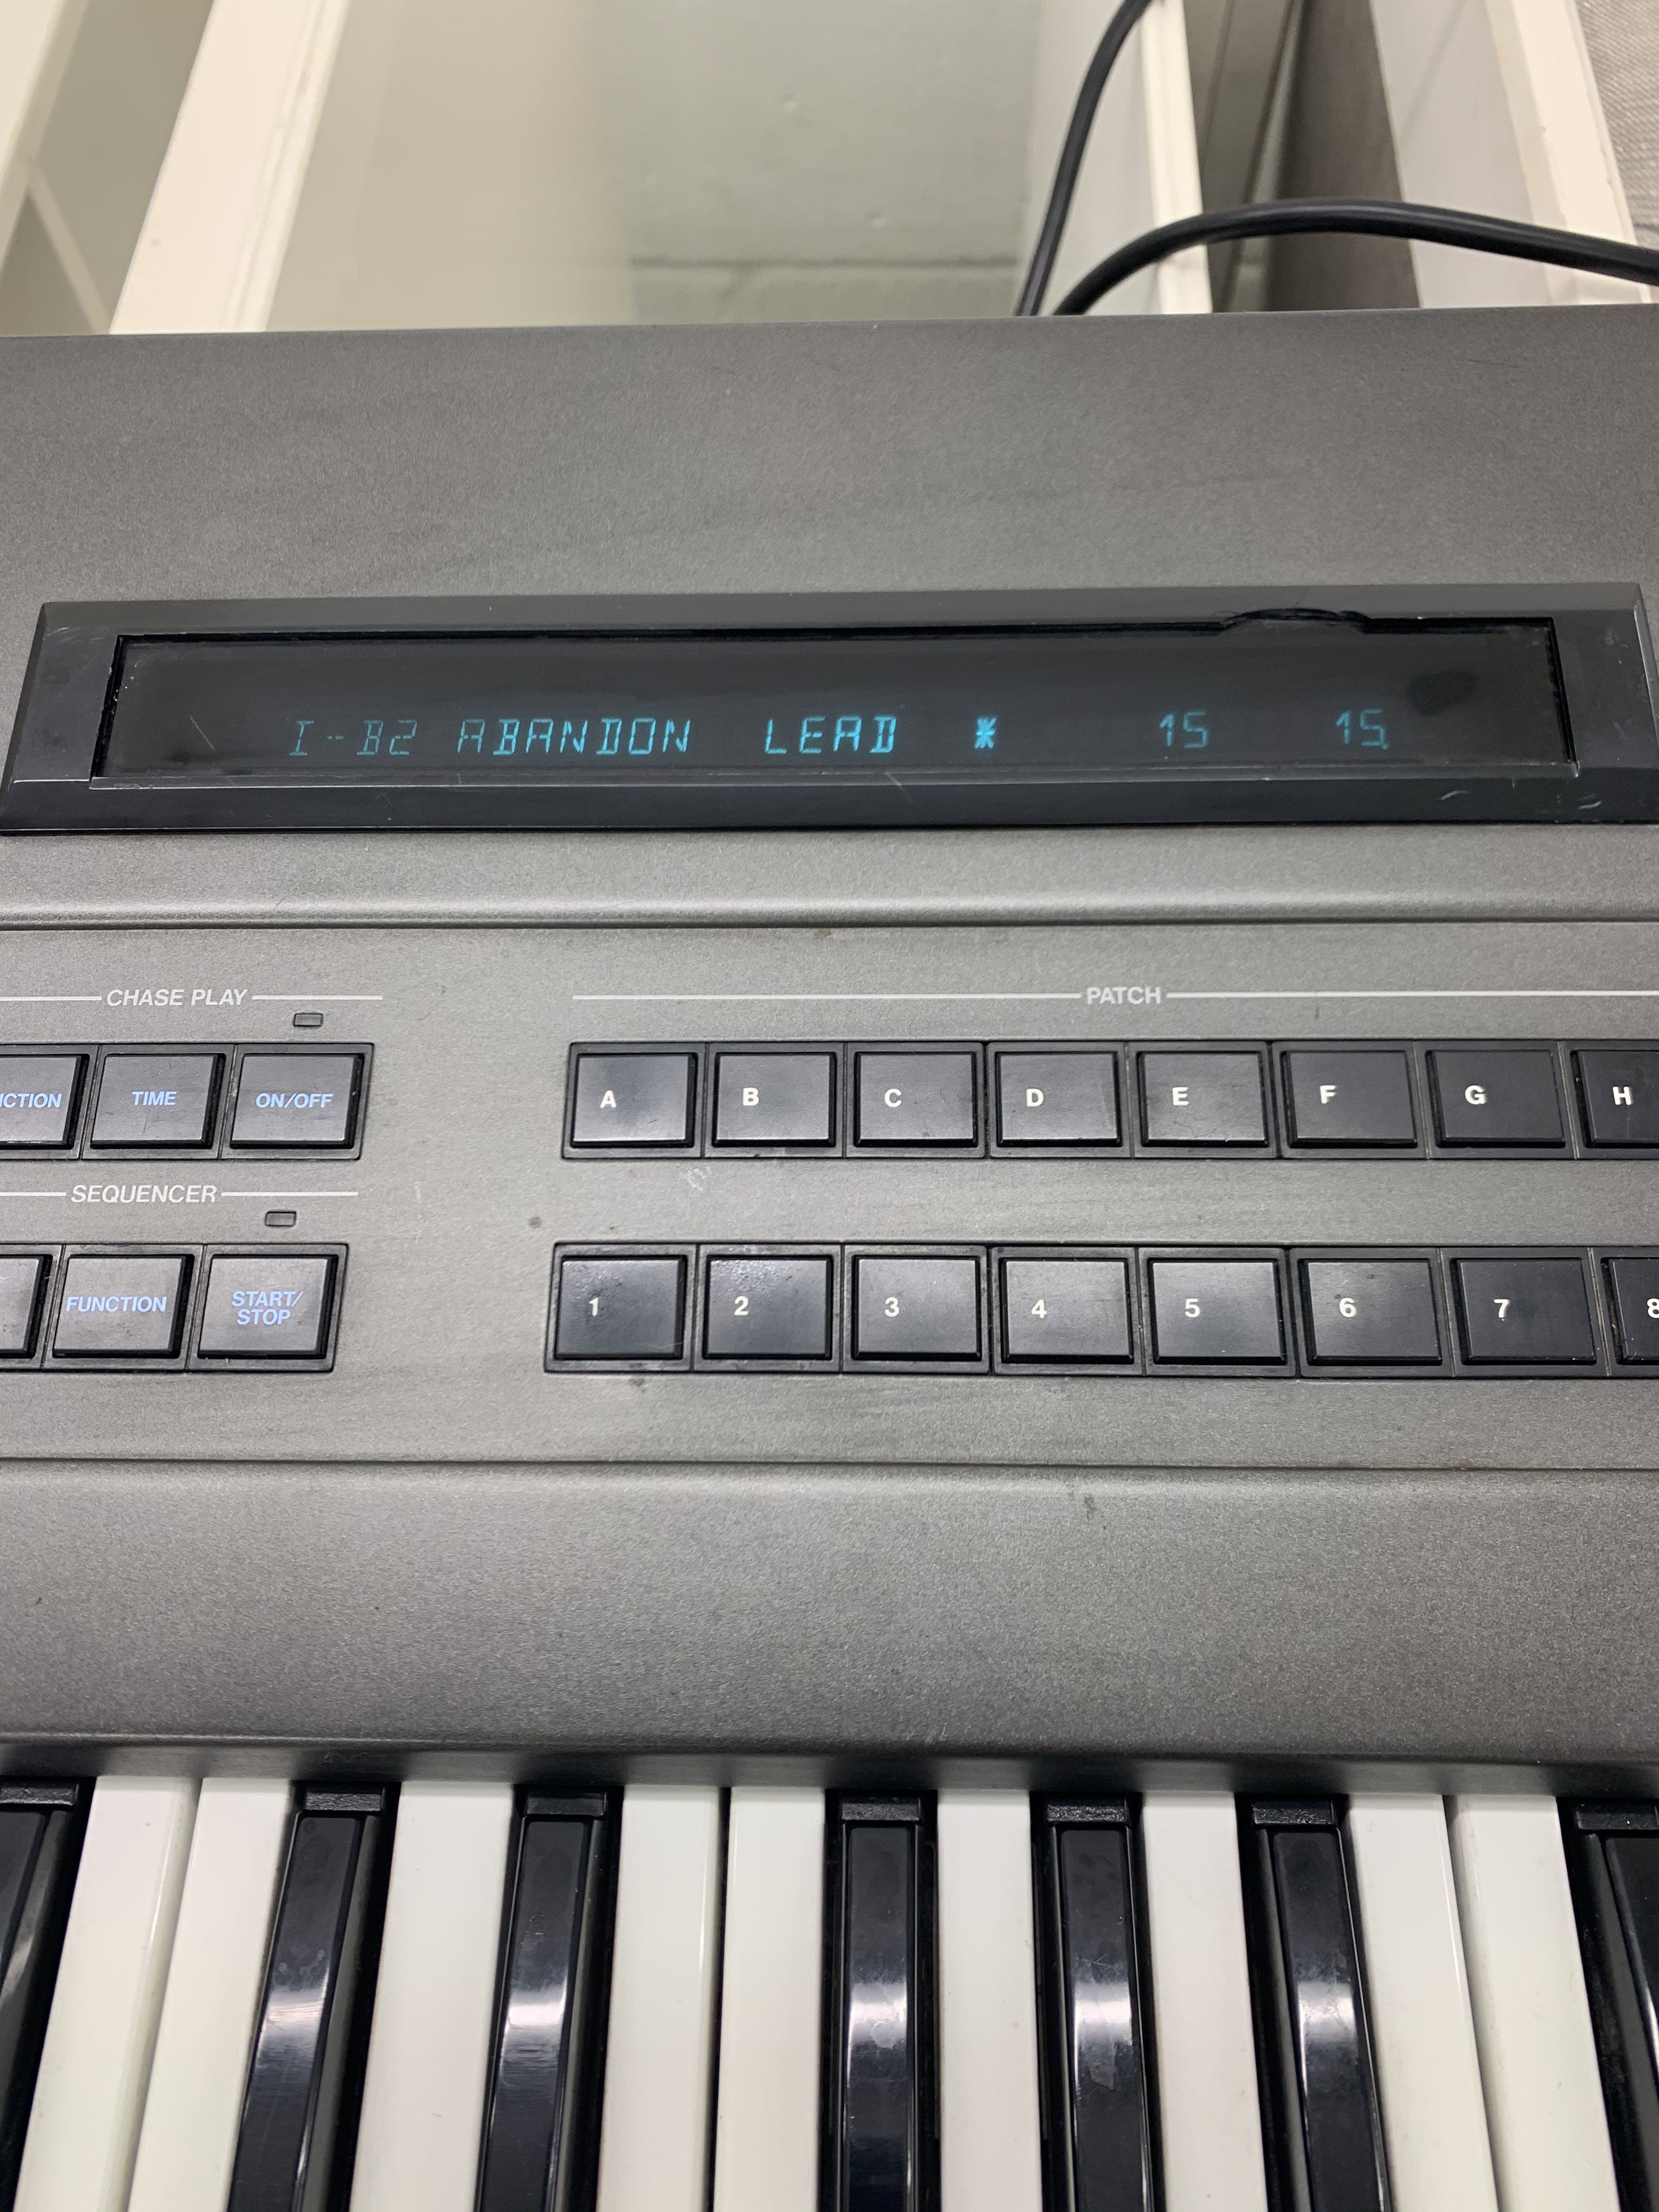 I-B2 ABANDON LEAD * 15 15.
CHASE PLAY
PATCH
TIME
ON/OFF
A B C D E F G H
SEQUENCER
FUNCTION
START/
STOP
1 2 3 4 5 6 7 8